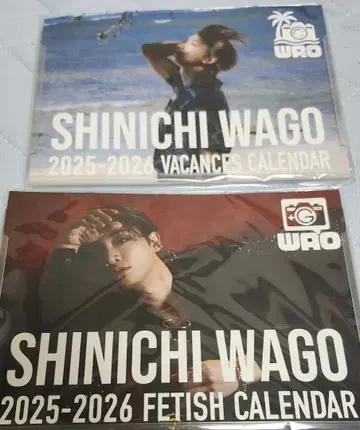 WAO
SHINICHI WAGO
2025-2026 VACANCES CALENDAR
+G
WAO
SHINICHI WAGO
2025-2026 FETISH CALENDAR